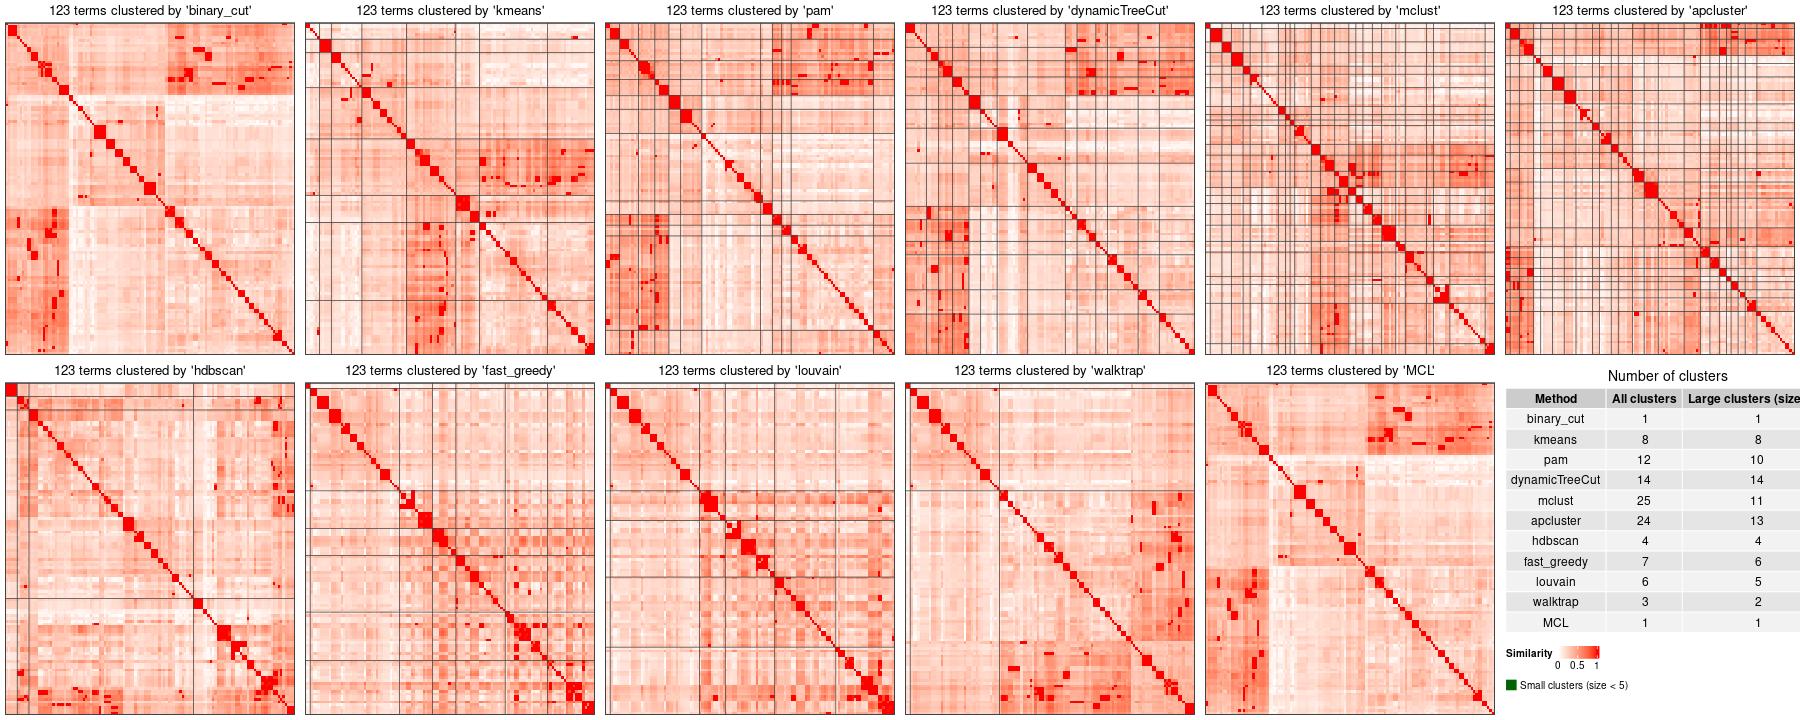 123 terms clustered by 'binary_cut'
123 terms clustered by 'kmeans'
123 terms clustered by 'pam'
123 terms clustered by 'dynamicTreeCut'
123 terms clustered by 'mclust'
123 terms clustered by 'apcluster'
123 terms clustered by 'hdbscan'
123 terms clustered by 'fast_greedy'
123 terms clustered by 'louvain'
123 terms clustered by 'walktrap'
123 terms clustered by 'MCL'
Number of clusters
Method All clusters Large clusters (size
binary_cut 1 1
kmeans 8 8
pam 12 10
dynamicTreeCut 14 14
mclust 25 11
apcluster 24 13
hdbscan 4 4
fast_greedy 7 6
louvain 6 5
walktrap 3 2
MCL 1 1
Similarity
0 0.5 1
Small clusters (size < 5)